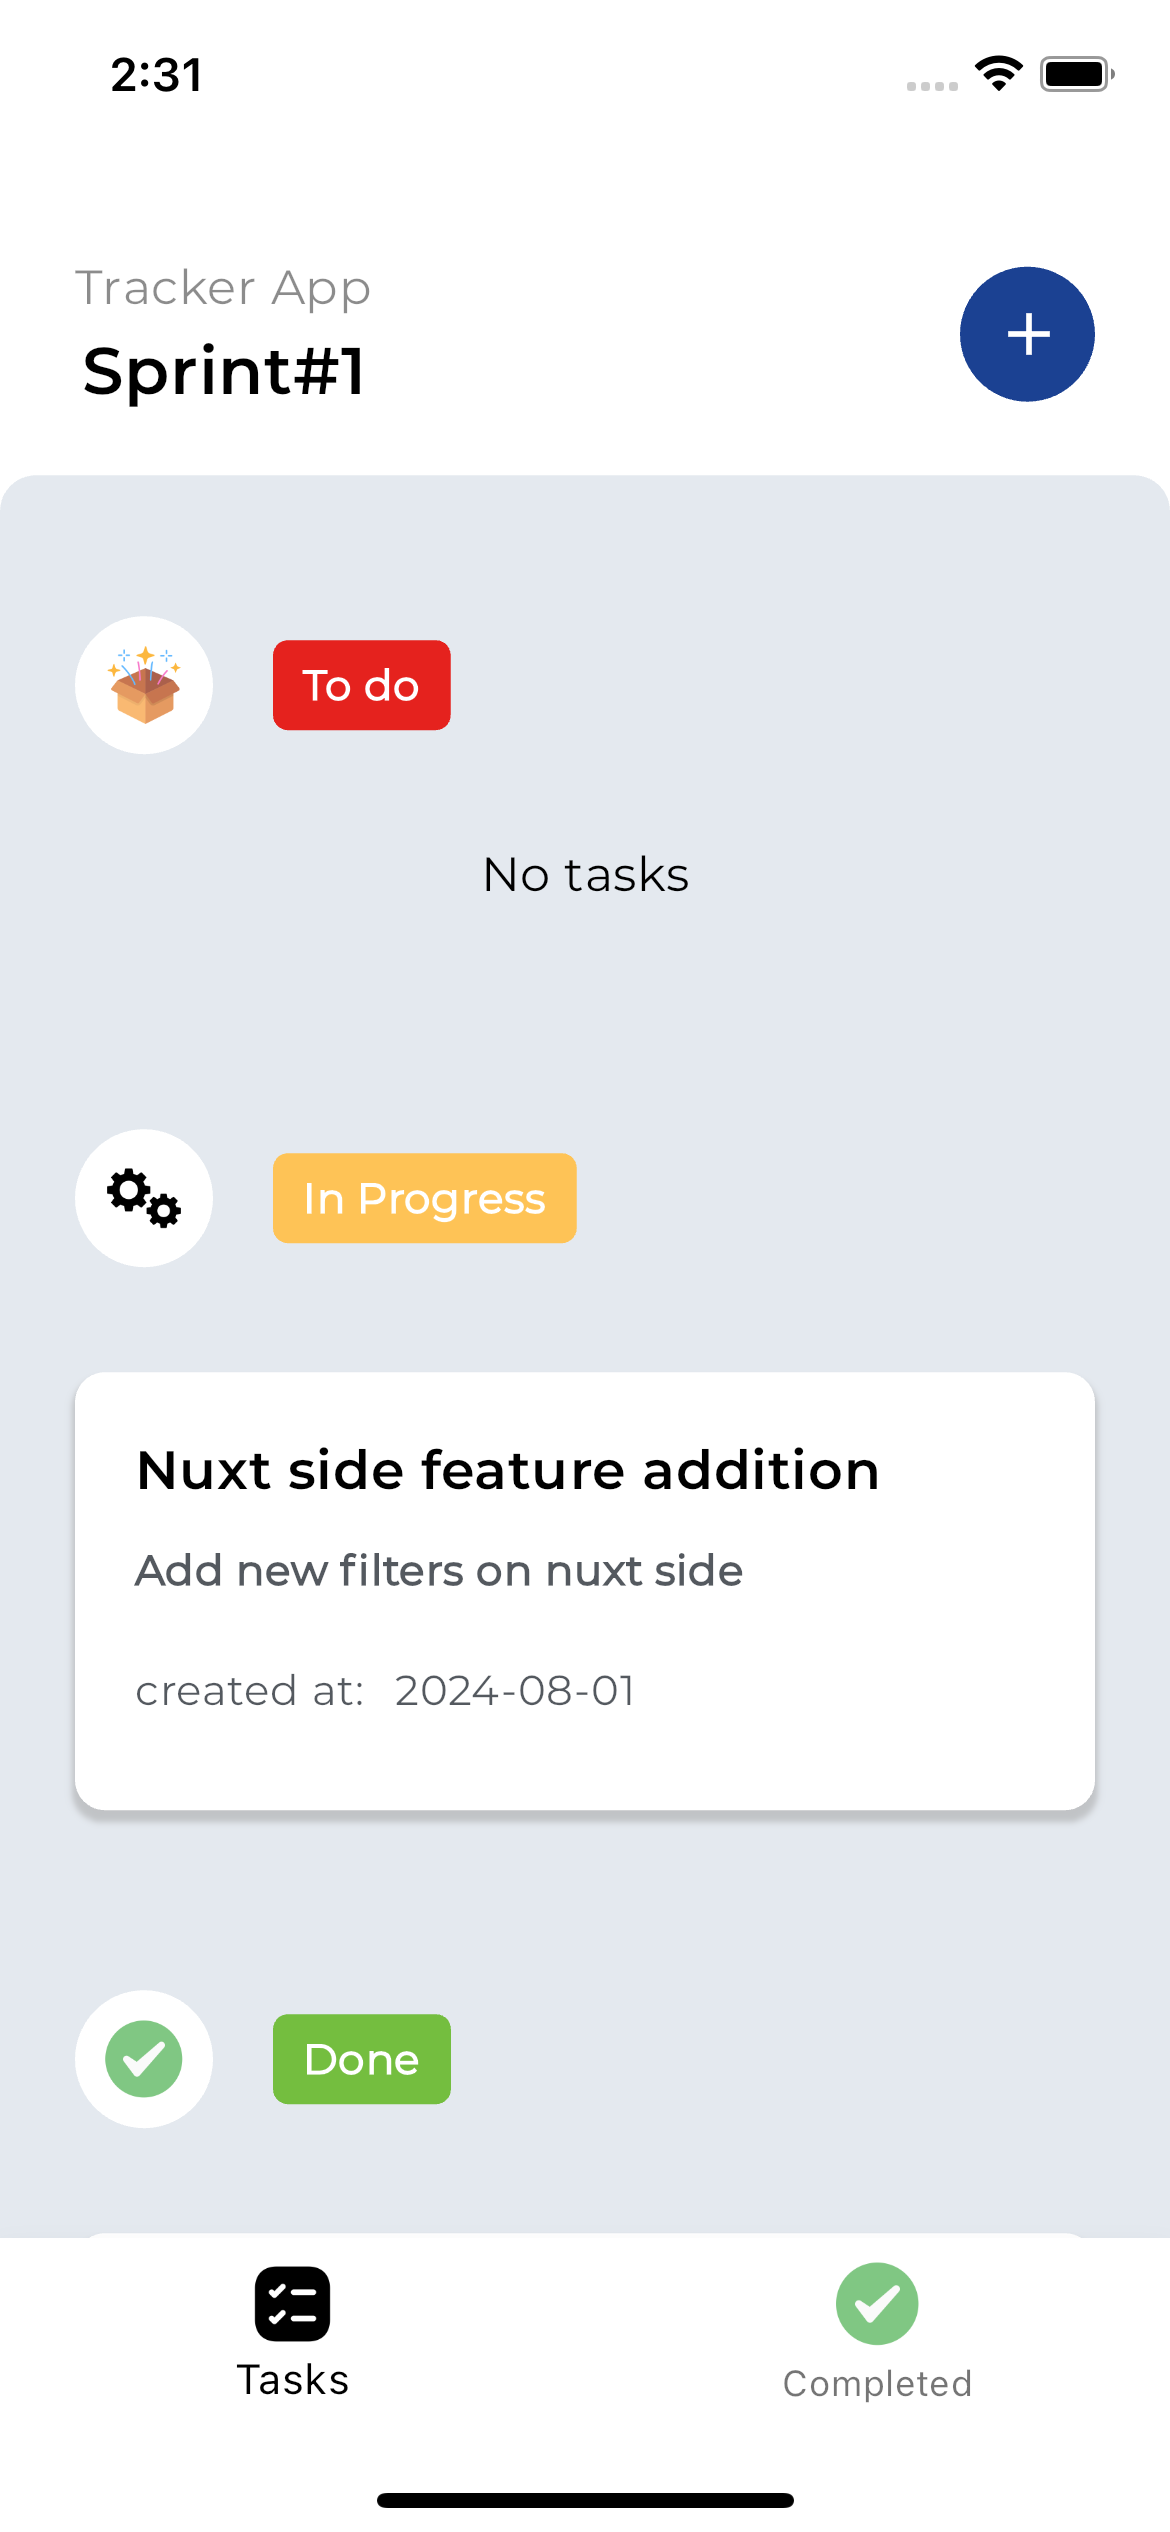 2:31
Tracker App
Sprint#1
To do
No tasks
In Progress
Nuxt side feature addition
Add new filters on nuxt side
created at: 2024-08-01
Done
Tasks
Completed